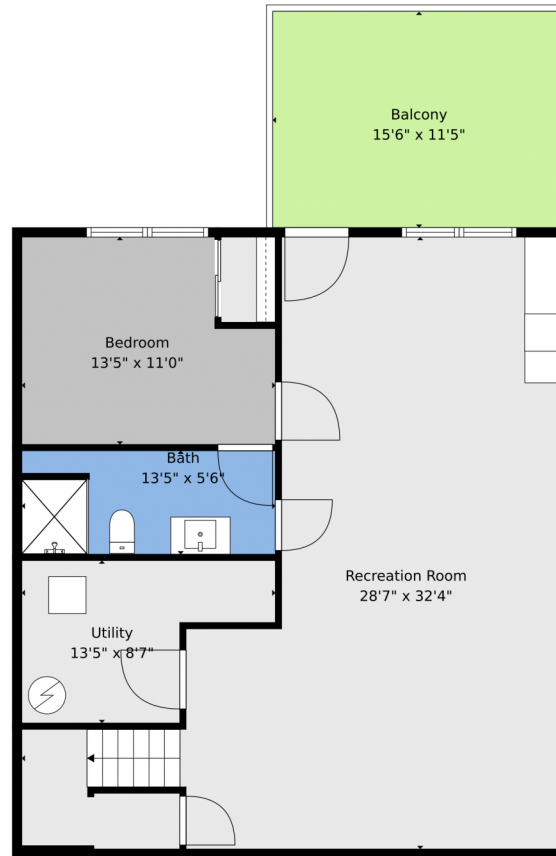 Balcony
15'6" x 11'5"
Bedroom
13'5" x 11'0"
Bath
13'5" x 5'6"
Recreation Room
28'7" x 32'4"
Utility
13'5" x 8'7"